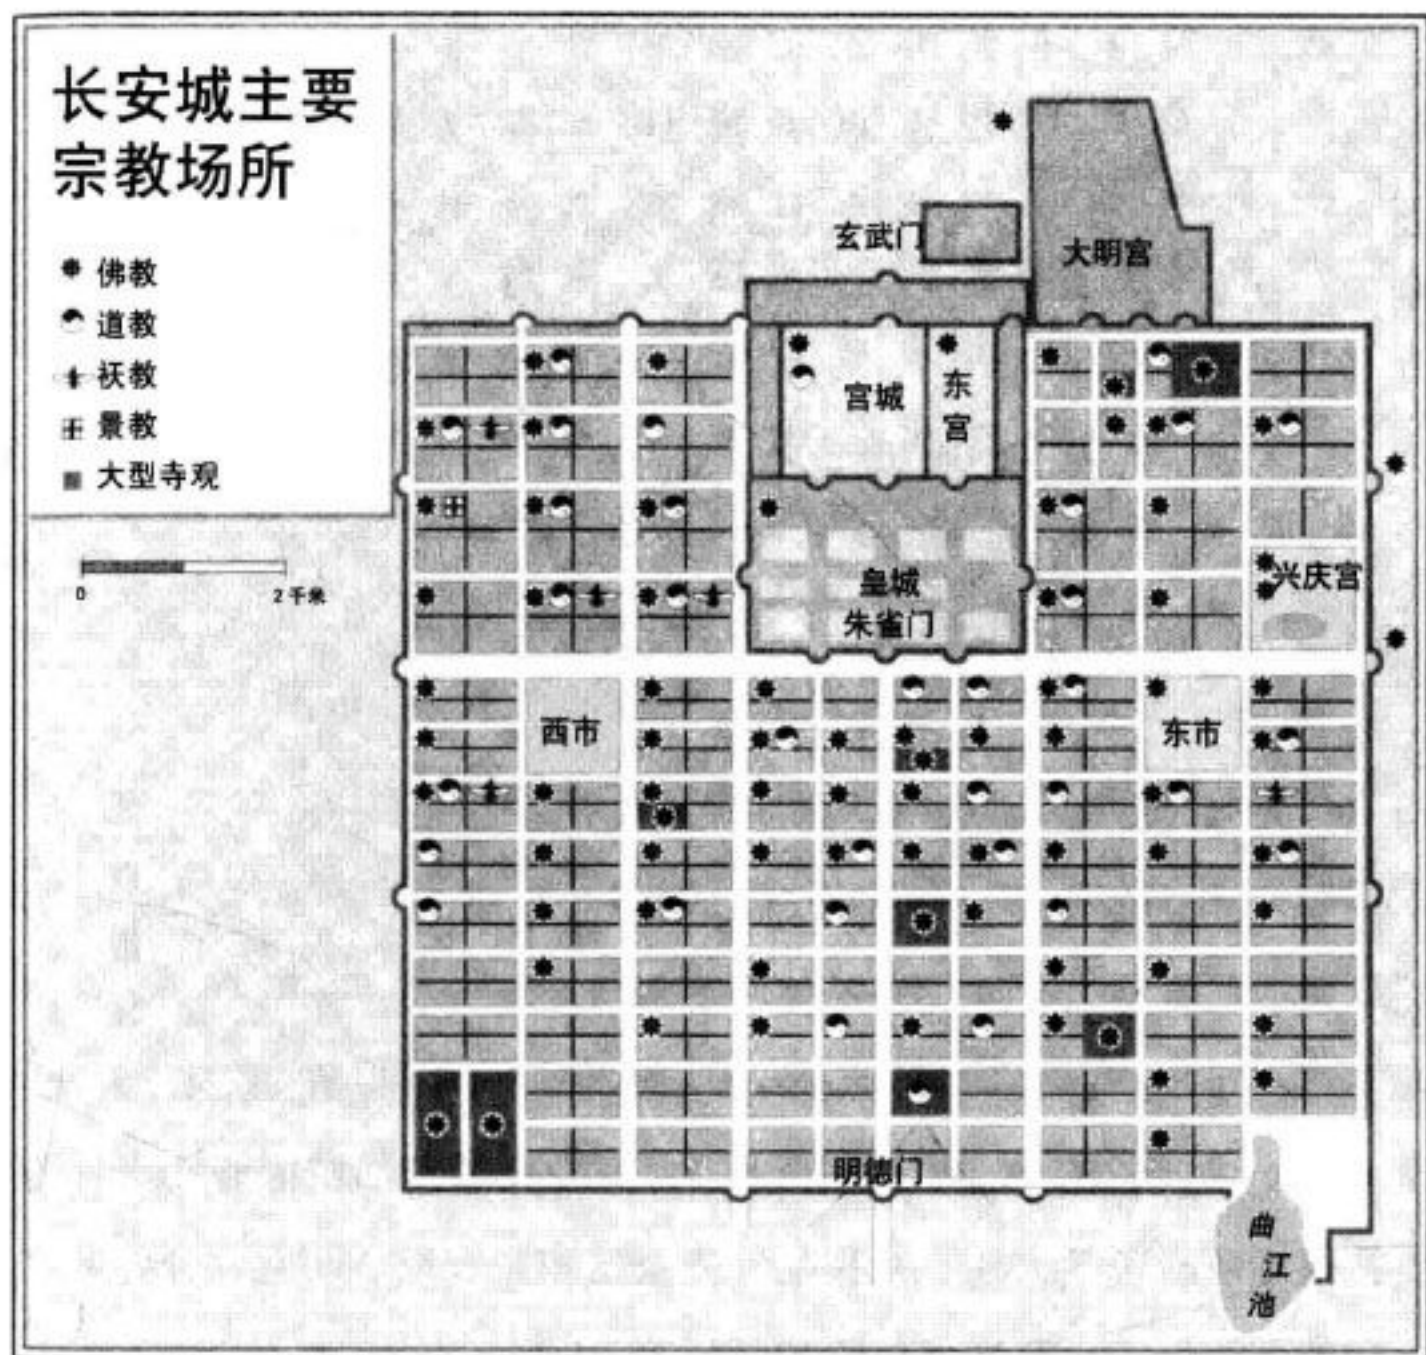 长安城主要
宗教场所
佛教
道教
祆教
景教
大型寺观
0
2 千米
玄武门
大明宫
宫城
东
宫
皇城
朱雀门
兴庆宫
西市
东市
明德门
曲
江
池